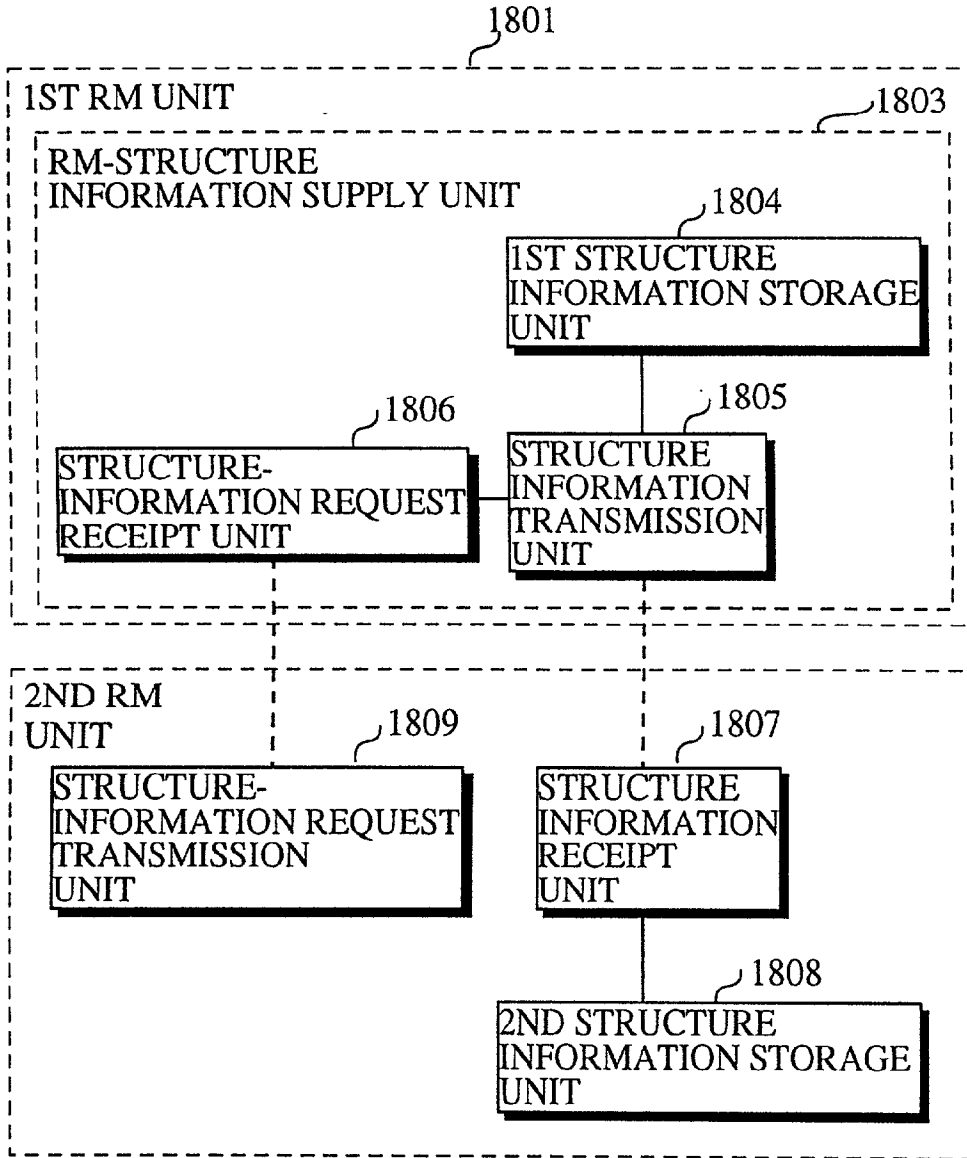 1801
1ST RM UNIT
1803
RM-STRUCTURE
INFORMATION SUPPLY UNIT
1804
1ST STRUCTURE
INFORMATION STORAGE
UNIT
1806
1805
STRUCTURE-
INFORMATION REQUEST
RECEIPT UNIT
STRUCTURE
INFORMATION
TRANSMISSION
UNIT
2ND RM
UNIT
1809
1807
STRUCTURE-
INFORMATION REQUEST
TRANSMISSION
UNIT
STRUCTURE
INFORMATION
RECEIPT
UNIT
1808
2ND STRUCTURE
INFORMATION STORAGE
UNIT